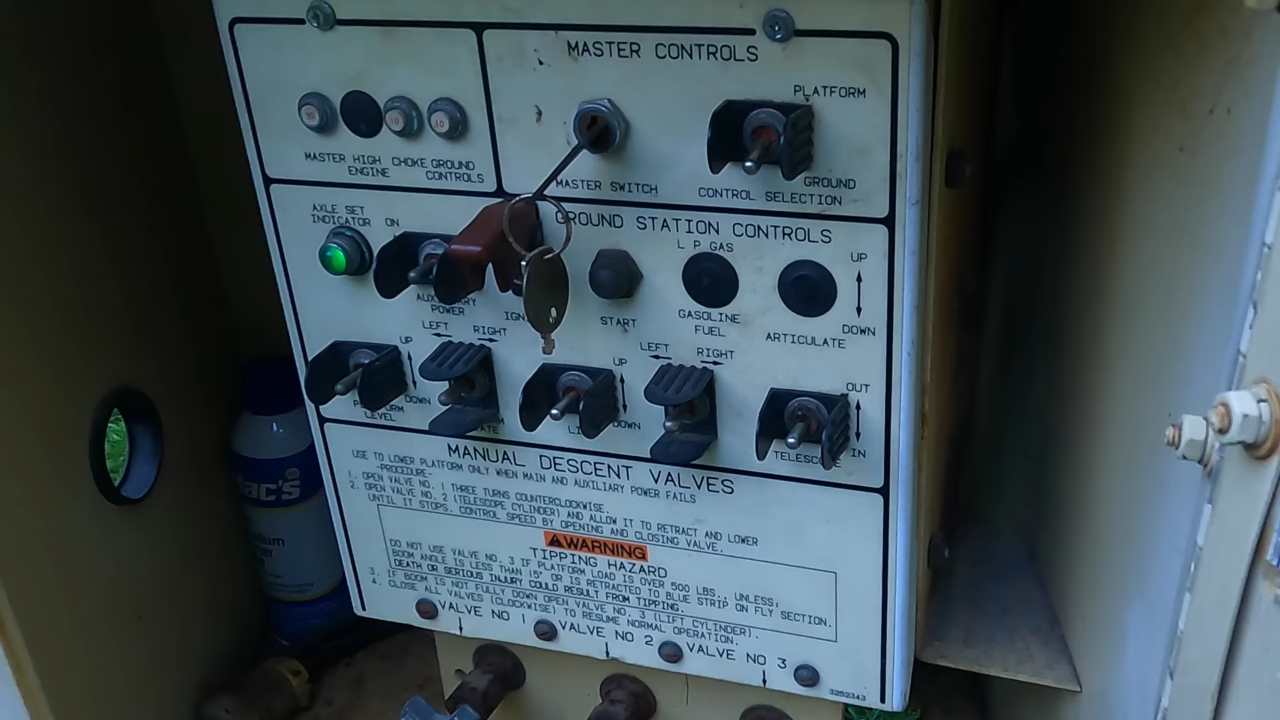 MASTER CONTROLS
PLATFORM
10
10
MASTER HIGH CHOKE GROUND
ENGINE CONTROLS
MASTER SWITCH
GROUND
CONTROL SELECTION
AXLE SET
INDICATOR ON
GROUND STATION CONTROLS
L P GAS
UP
POWER
IGN
START
GASOLINE
FUEL
ARTICULATE
DOWN
LEFT
RIGHT
UP
DOWN
LEVEL
UP
DOWN
LEFT
RIGHT
OUT
IN
TELESCO
MANUAL DESCENT VALVES
USE TO LOWER PLATFORM ONLY WHEN MAIN AND AUXILIARY POWER FAILS
-PROCEDURE-
1. OPEN VALVE NO. 1 THREE TURNS COUNTERCLOCKWISE.
2. OPEN VALVE NO. 2 (TELESCOPE CYLINDER) AND ALLOW IT TO RETRACT AND LOWER
UNTIL IT STOPS. CONTROL SPEED BY OPENING AND CLOSING VALVE.
WARNING
TIPPING HAZARD
DO NOT USE VALVE NO. 3 IF PLATFORM LOAD IS OVER 500 LBS., UNLESS,
BOOM ANGLE IS LESS THAN 15° OR IS RETRACTED TO BLUE STRIP ON FLY SECTION.
DEATH OR SERIOUS INJURY COULD RESULT FROM TIPPING.
3. IF BOOM IS NOT FULLY DOWN OPEN VALVE NO. 3 (LIFT CYLINDER).
4. CLOSE ALL VALVES (CLOCKWISE) TO RESUME NORMAL OPERATION.
VALVE NO 1
VALVE NO 2
VALVE NO 3
3252343
ac's